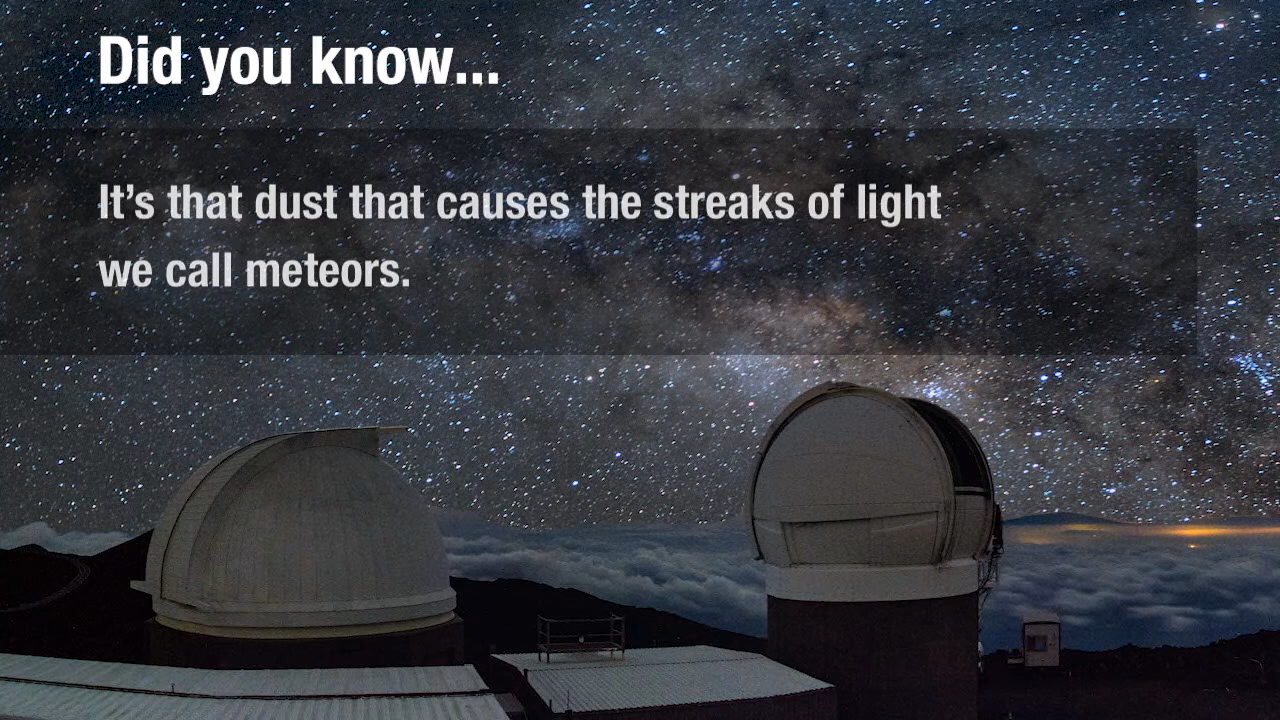 Did you know...
It’s that dust that causes the streaks of light
we call meteors.